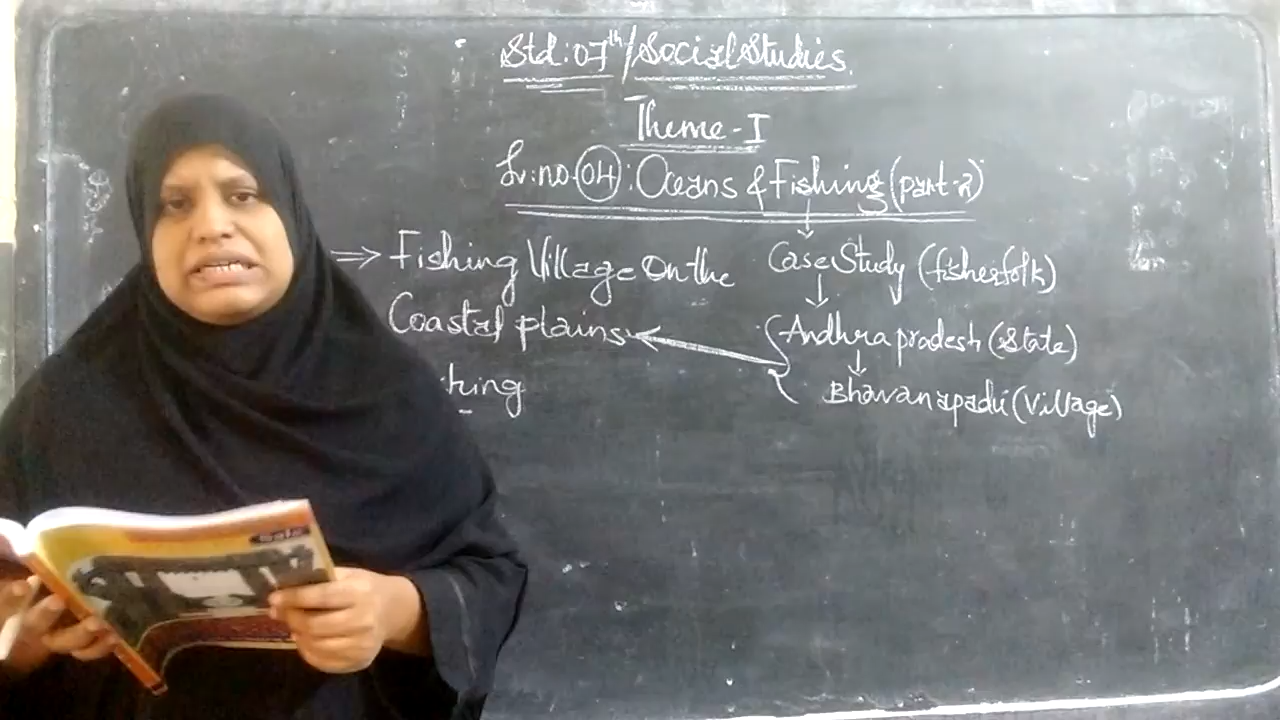 Std:07th/Social Studies.
Theme-I
Lr:no 04: Oceans & Fishing (part-2)
⇒ Fishing Village On the
Coastal plains
Case Study (fisherfolk)
Andhra pradesh (State)
Bhavanapadu (Village)